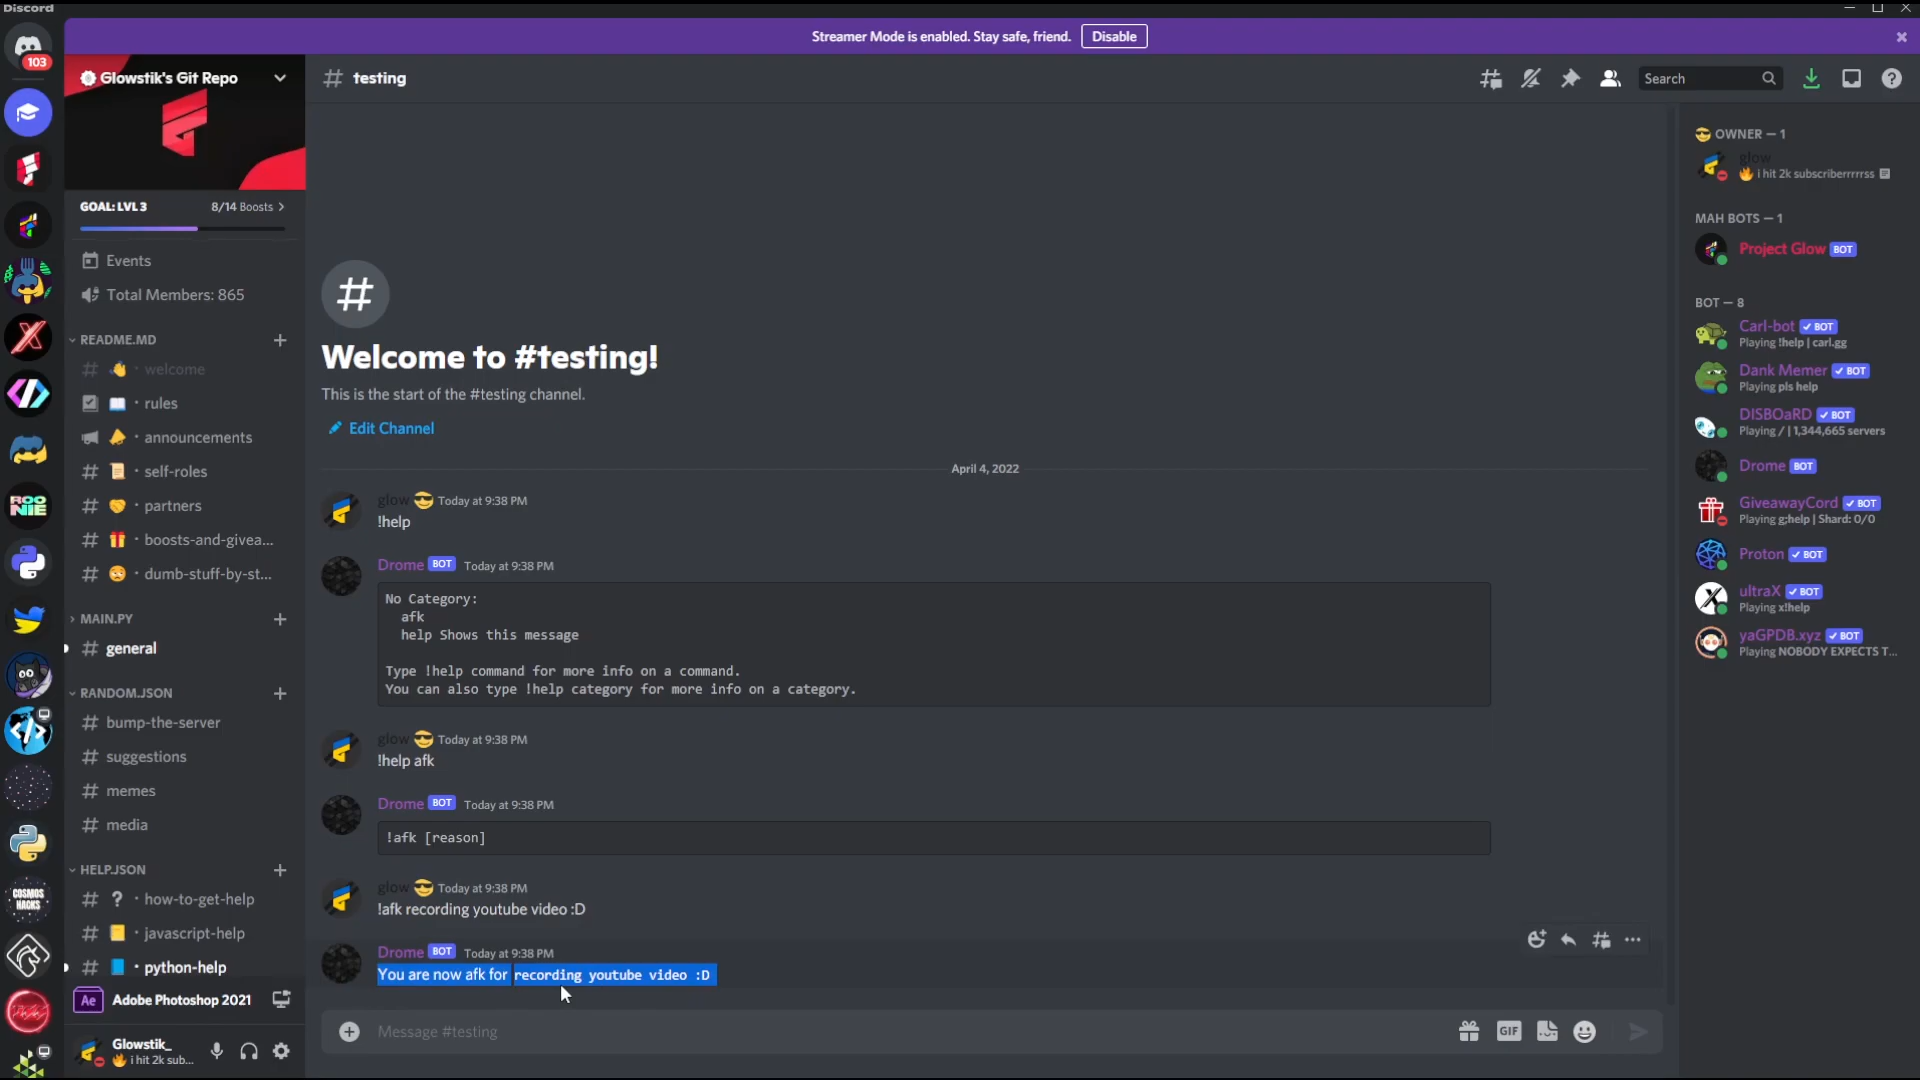 Discord
Streamer Mode is enabled. Stay safe, friend.
Disable
103
Glowstik's Git Repo
GOAL: LVL 3
8/14 Boosts
Events
Total Members: 865
README.MD
welcome
rules
announcements
self-roles
partners
boosts-and-givea...
dumb-stuff-by-st...
MAIN.PY
general
RANDOM.JSON
bump-the-server
suggestions
memes
media
HELP.JSON
how-to-get-help
javascript-help
python-help
Ae Adobe Photoshop 2021
Glowstik_
🔥 i hit 2k sub...
ROO
NIE
COSMOS
HACKS
# testing
Search
Welcome to #testing!
This is the start of the #testing channel.
Edit Channel
April 4, 2022
glow 😎 Today at 9:38 PM
!help
Drome BOT Today at 9:38 PM
No Category:
afk
help Shows this message
Type !help command for more info on a command.
You can also type !help category for more info on a category.
glow 😎 Today at 9:38 PM
!help afk
Drome BOT Today at 9:38 PM
!afk [reason]
glow 😎 Today at 9:38 PM
!afk recording youtube video :D
Drome BOT Today at 9:38 PM
You are now afk for recording youtube video :D
Message #testing
GIF
😎 OWNER — 1
glow
🔥 i hit 2k subscriberrrrrss
MAH BOTS — 1
Project Glow BOT
BOT — 8
Carl-bot ✓ BOT
Playing !help | carl.gg
Dank Memer ✓ BOT
Playing pls help
DISBOaRD ✓ BOT
Playing / | 1,344,665 servers
Drome BOT
GiveawayCord ✓ BOT
Playing g;help | Shard: 0/0
Proton ✓ BOT
ultraX ✓ BOT
Playing x!help
yaGPDB.xyz ✓ BOT
Playing NOBODY EXPECTS T...